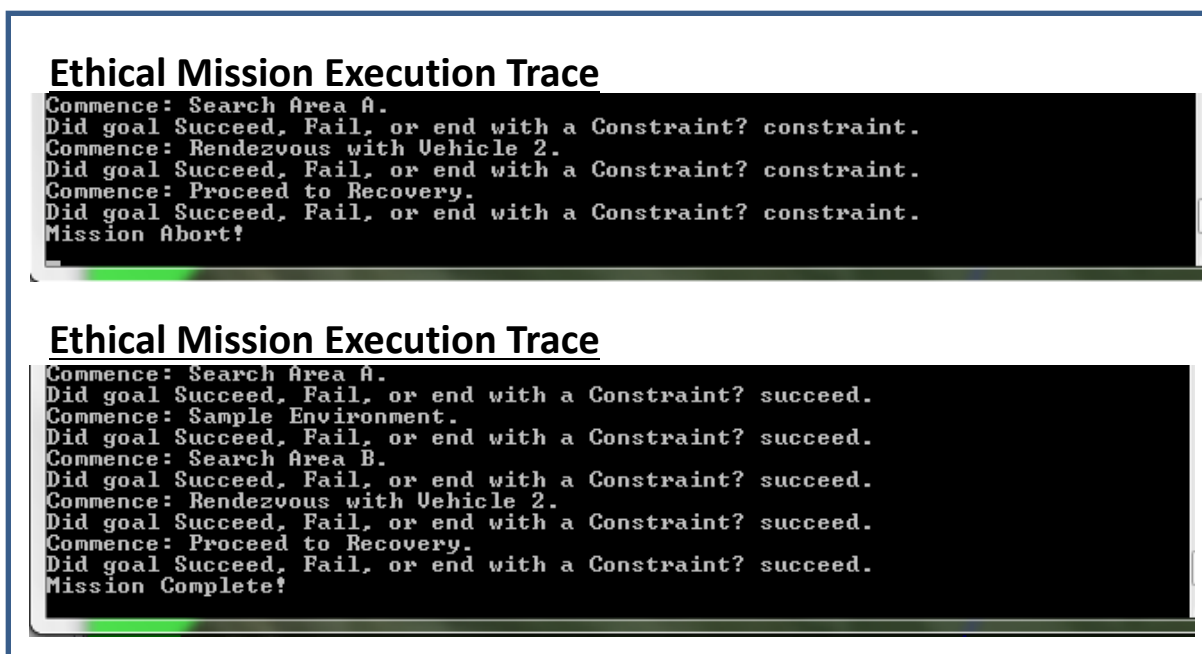 Ethical Mission Execution Trace
Commence: Search Area A.
Did goal Succeed, Fail, or end with a Constraint? constraint.
Commence: Rendezvous with Vehicle 2.
Did goal Succeed, Fail, or end with a Constraint? constraint.
Commence: Proceed to Recovery.
Did goal Succeed, Fail, or end with a Constraint? constraint.
Mission Abort!
Ethical Mission Execution Trace
Commence: Search Area A.
Did goal Succeed, Fail, or end with a Constraint? succeed.
Commence: Sample Environment.
Did goal Succeed, Fail, or end with a Constraint? succeed.
Commence: Search Area B.
Did goal Succeed, Fail, or end with a Constraint? succeed.
Commence: Rendezvous with Vehicle 2.
Did goal Succeed, Fail, or end with a Constraint? succeed.
Commence: Proceed to Recovery.
Did goal Succeed, Fail, or end with a Constraint? succeed.
Mission Complete!